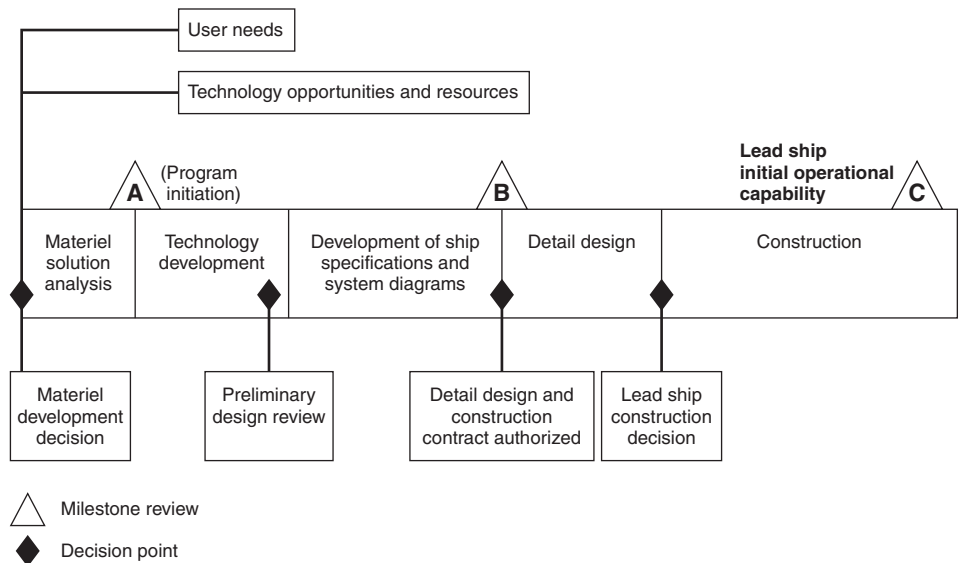 User needs
Technology opportunities and resources
A
(Program
initiation)
B
Lead ship
initial operational
capability
C
Materiel
solution
analysis
Technology
development
Development of ship
specifications and
system diagrams
Detail design
Construction
Materiel
development
decision
Preliminary
design review
Detail design and
construction
contract authorized
Lead ship
construction
decision
Milestone review
Decision point